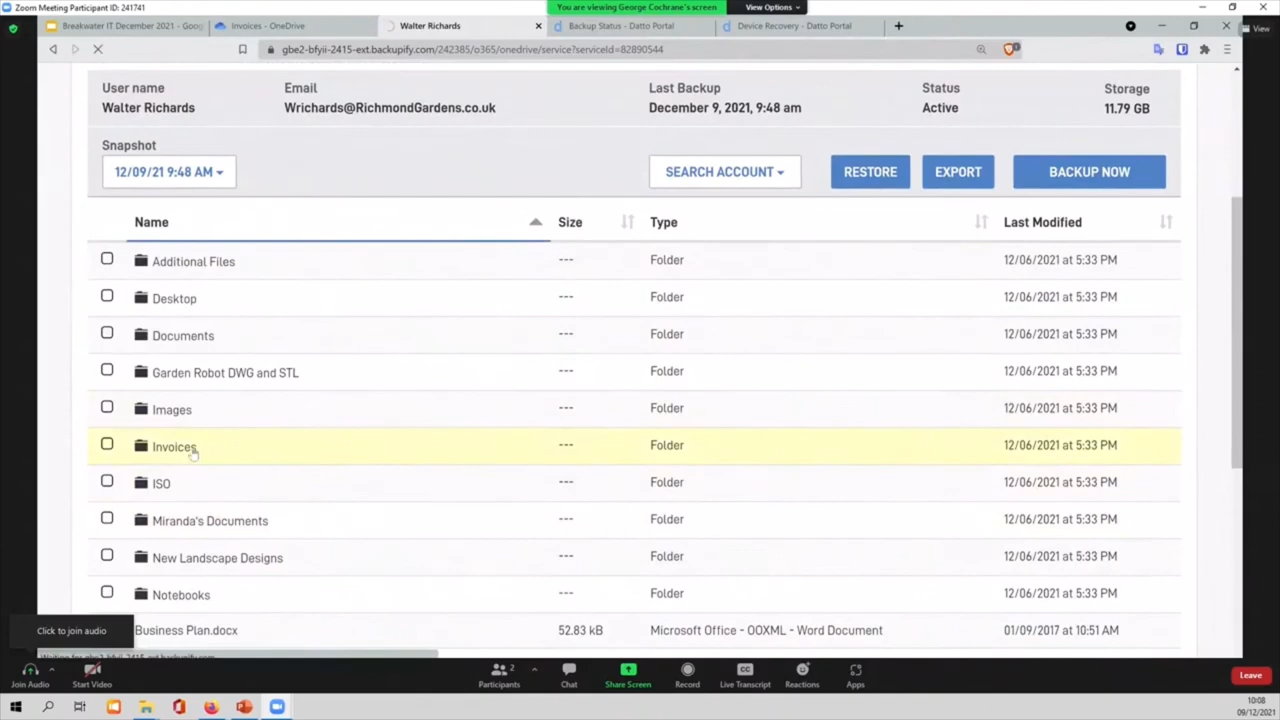 Zoom Meeting Participant ID: 241741
You are viewing George Cochrane's screen
View Options
Breakwater IT December 2021 - Goog
Invoices - OneDrive
Walter Richards
Backup Status - Datto Portal
Device Recovery - Datto Portal
View
gbe2-bfyii-2415-ext.backupify.com/242385/o365/onedrive/service?serviceId=82890544
User name
Email
Last Backup
Status
Storage
Walter Richards
Wrichards@RichmondGardens.co.uk
December 9, 2021, 9:48 am
Active
11.79 GB
Snapshot
12/09/21 9:48 AM
SEARCH ACCOUNT
RESTORE
EXPORT
BACKUP NOW
Name
Size
Type
Last Modified
Additional Files --- Folder 12/06/2021 at 5:33 PM
Desktop --- Folder 12/06/2021 at 5:33 PM
Documents --- Folder 12/06/2021 at 5:33 PM
Garden Robot DWG and STL --- Folder 12/06/2021 at 5:33 PM
Images --- Folder 12/06/2021 at 5:33 PM
Invoices --- Folder 12/06/2021 at 5:33 PM
ISO --- Folder 12/06/2021 at 5:33 PM
Miranda's Documents --- Folder 12/06/2021 at 5:33 PM
New Landscape Designs --- Folder 12/06/2021 at 5:33 PM
Notebooks --- Folder 12/06/2021 at 5:33 PM
Business Plan.docx 52.83 kB Microsoft Office - OOXML - Word Document 01/09/2017 at 10:51 AM
Click to join audio
Join Audio
Start Video
Participants
2
Chat
Share Screen
Record
Live Transcript
Reactions
Apps
Leave
10:08
09/12/2021